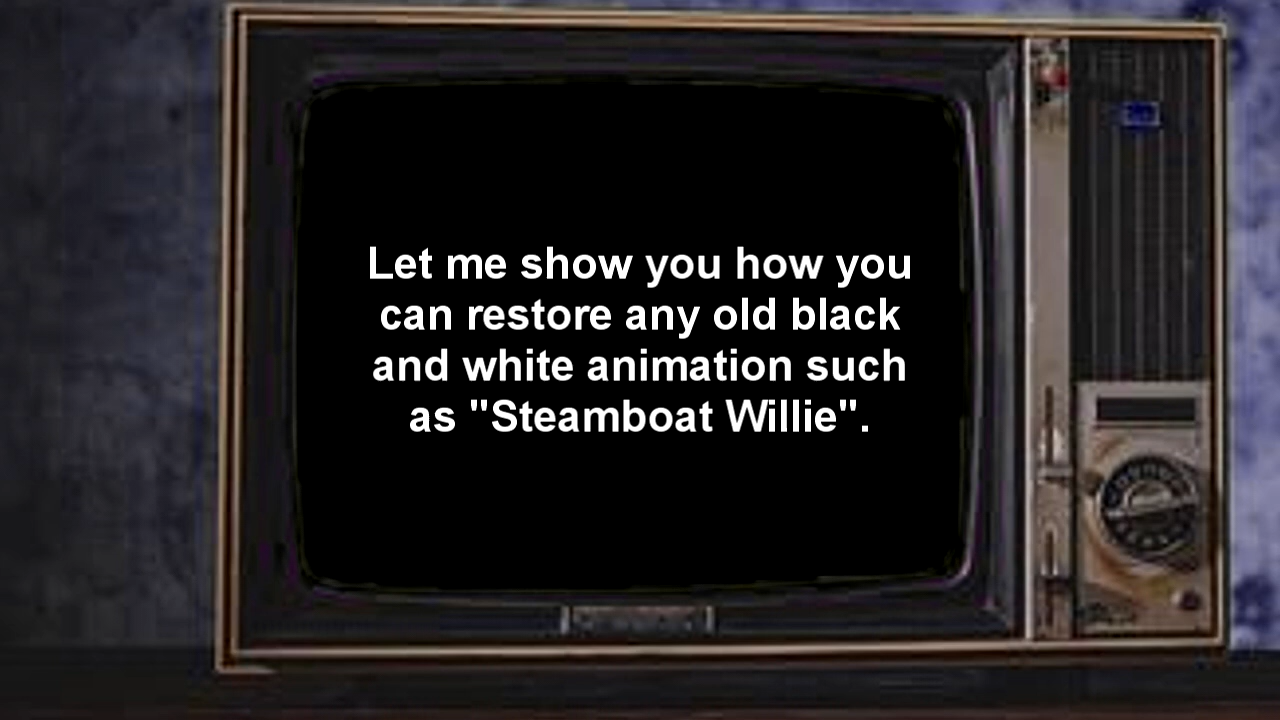 Let me show you how you
can restore any old black
and white animation such
as "Steamboat Willie".